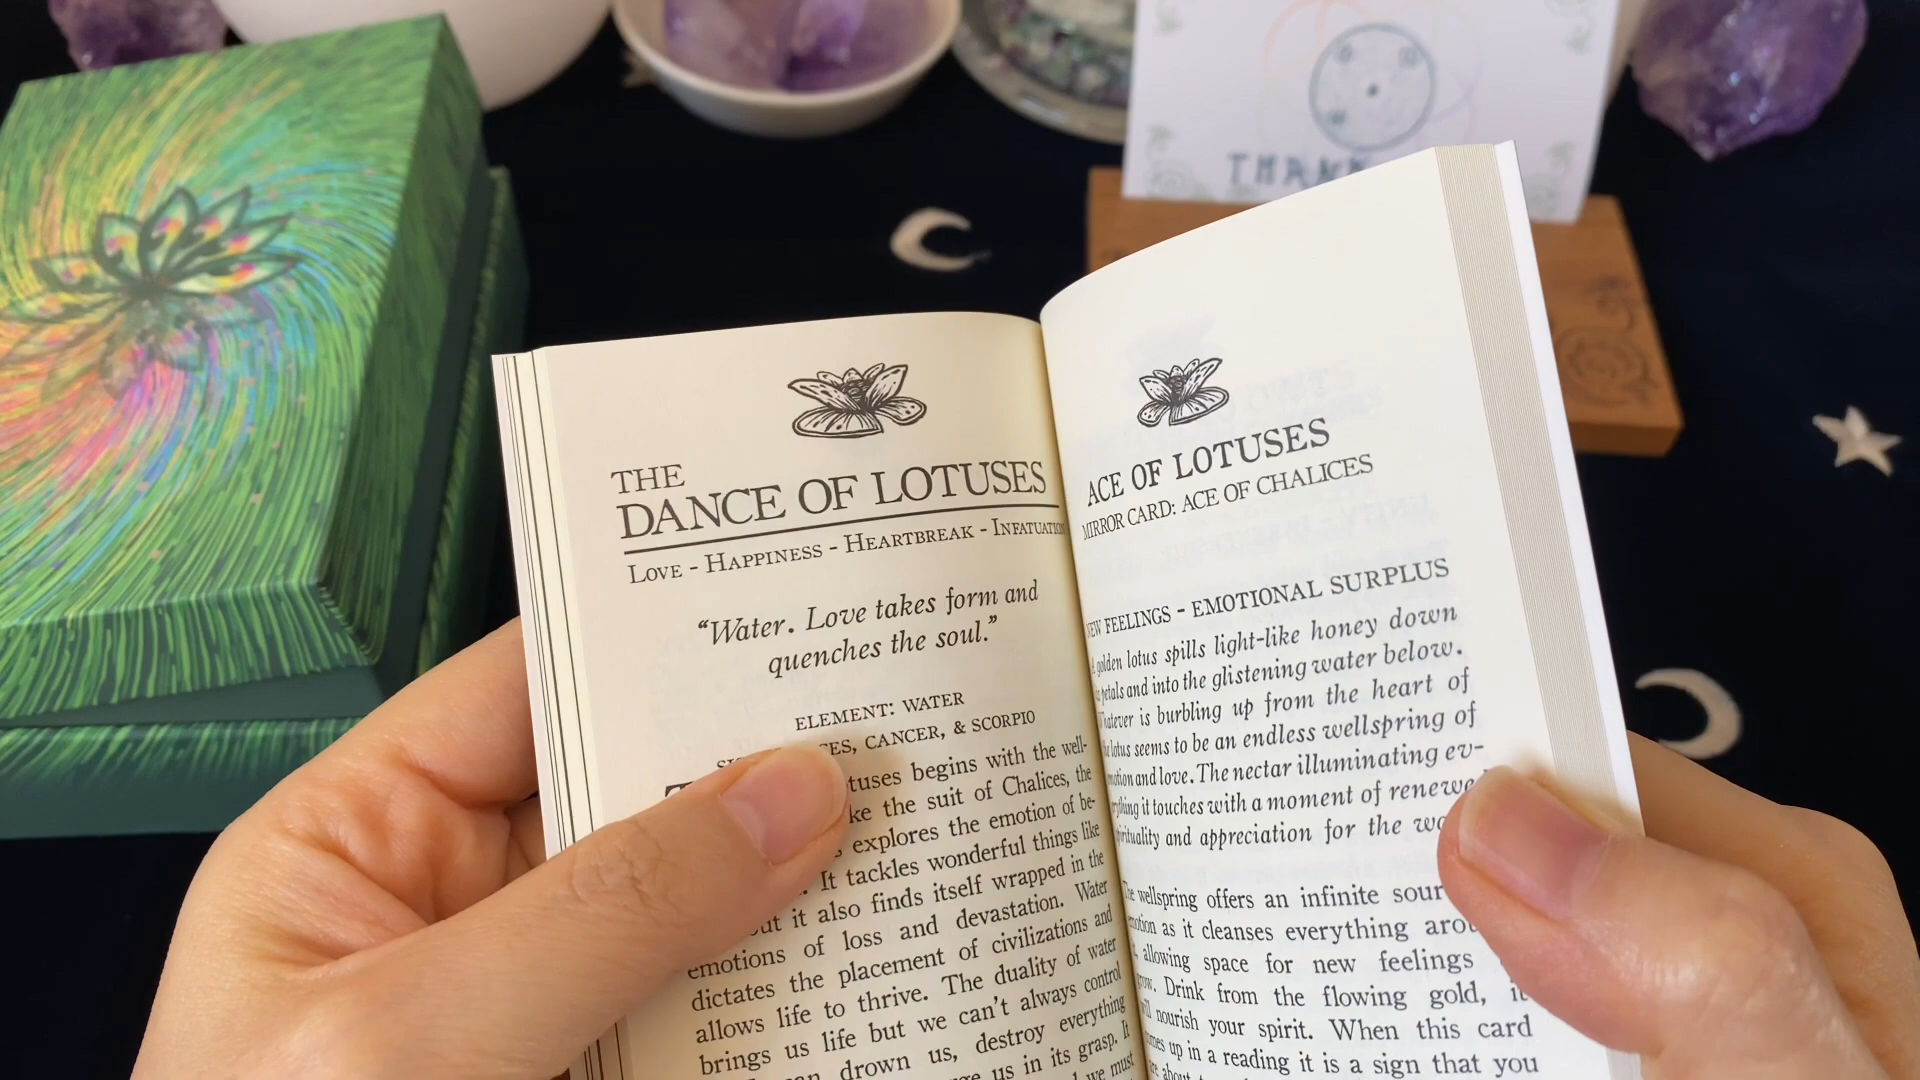 THANK
THE
DANCE OF LOTUSES
LOVE - HAPPINESS - HEARTBREAK - INFATUATION
"Water. Love takes form and
quenches the soul."
ELEMENT: WATER
CANCER, & SCORPIO
begins with the well-
the suit of Chalices, the
explores the emotion of be-
It tackles wonderful things like
it also finds itself wrapped in the
emotions of loss and devastation. Water
dictates the placement of civilizations and
allows life to thrive. The duality of water
brings us life but we can't always control
drown us, destroy everything
us in its grasp. It
we must
ACE OF LOTUSES
MIRROR CARD: ACE OF CHALICES
FEELINGS - EMOTIONAL SURPLUS
golden lotus spills light-like honey down
petals and into the glistening water below.
is burbling up from the heart of
lotus seems to be an endless wellspring of
and love. The nectar illuminating ev-
it touches with a moment of renewed
and appreciation for the
wellspring offers an infinite
as it cleanses everything
allowing space for new feelings
Drink from the flowing gold, it
nourish your spirit. When this card
up in a reading it is a sign that you
about